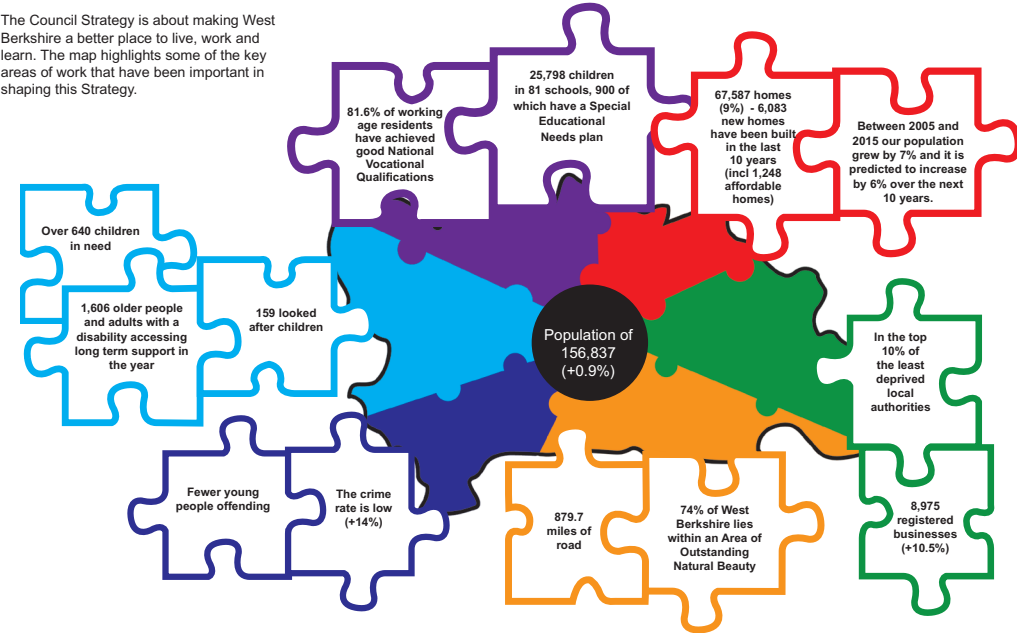 The Council Strategy is about making West
Berkshire a better place to live, work and
learn. The map highlights some of the key
areas of work that have been important in
shaping this Strategy.
81.6% of working
age residents
have achieved
good National
Vocational
Qualifications
25,798 children
in 81 schools, 900 of
which have a Special
Educational
Needs plan
67,587 homes
(9%) - 6,083
new homes
have been built
in the last
10 years
(incl 1,248
affordable
homes)
Between 2005 and
2015 our population
grew by 7% and it is
predicted to increase
by 6% over the next
10 years.
Over 640 children
in need
1,606 older people
and adults with a
disability accessing
long term support in
the year
159 looked
after children
Population of
156,837
(+0.9%)
In the top
10% of
the least
deprived
local
authorities
Fewer young
people offending
The crime
rate is low
(+14%)
879.7
miles of
road
74% of West
Berkshire lies
within an Area of
Outstanding
Natural Beauty
8,975
registered
businesses
(+10.5%)